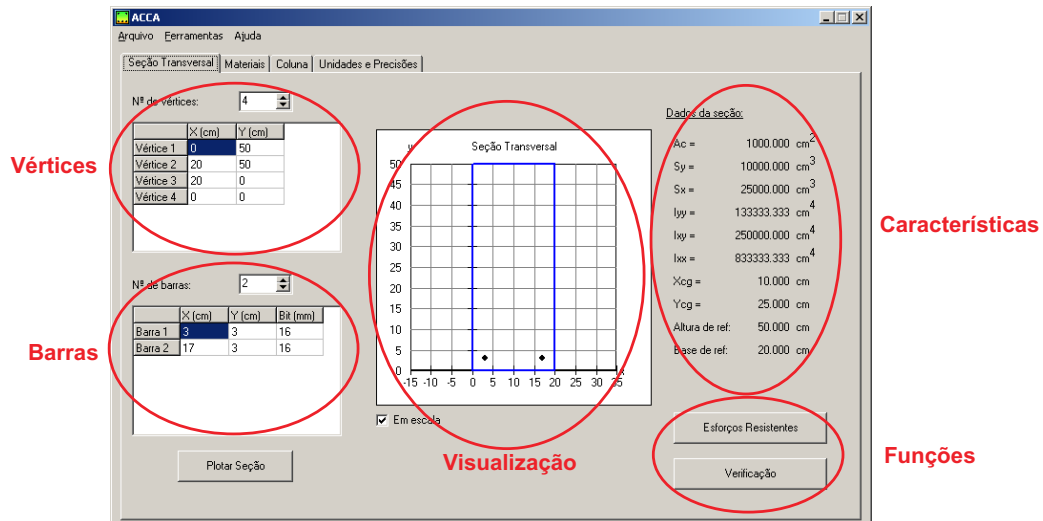 ACCA
Arquivo Ferramentas Ajuda
Seção Transversal Materiais Coluna Unidades e Precisões
Nª de vértices: 4
X (cm) Y (cm)
Vértice 1 0 50
Vértice 2 20 50
Vértice 3 20 0
Vértice 4 0 0
Vértices
Nª de barras: 2
X (cm) Y (cm) Bit (mm)
Barra 1 3 3 16
Barra 2 17 3 16
Barras
Plotar Seção
Seção Transversal
y
50
45
40
35
30
25
20
15
10
5
0
x
-15 -10 -5 0 5 10 15 20 25 30 35
Em escala
Visualização
Dados da seção:
Ac = 1000.000 cm2
Sy = 10000.000 cm3
Sx = 25000.000 cm3
Iyy = 133333.333 cm4
Ixy = 250000.000 cm4
Ixx = 833333.333 cm4
Xcg = 10.000 cm
Ycg = 25.000 cm
Altura de ref: 50.000 cm
Base de ref: 20.000 cm
Características
Esforços Resistentes
Verificação
Funções